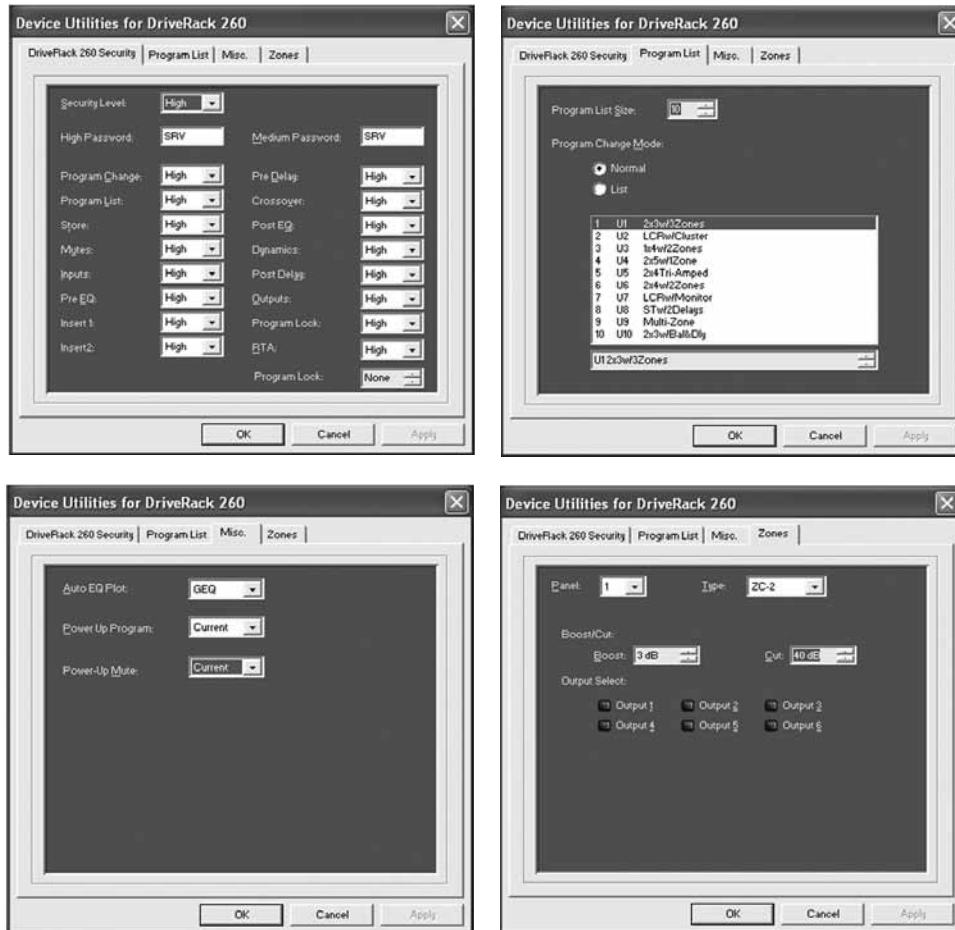 Device Utilities for DriveRack 260
DriveRack 260 Security Program List Misc. Zones
Security Level: High
High Password: SRV Medium Password: SRV
Program Change: High Pre Delay: High
Program List: High Crossover: High
Store: High Post EQ: High
Mutes: High Dynamics: High
Inputs: High Post Delay: High
Pre EQ: High Outputs: High
Insert 1: High Program Lock: High
Insert2: High RTA: High
Program Lock: None
OK Cancel Apply
Device Utilities for DriveRack 260
DriveRack 260 Security Program List Misc. Zones
Program List Size: 10
Program Change Mode:
Normal
List
1 U1 2x3w/3Zones
2 U2 LCRw/Cluster
3 U3 1x4w/2Zones
4 U4 2x5w/1Zone
5 U5 2x4Tri-Amped
6 U6 2x4w/2Zones
7 U7 LCRw/Monitor
8 U8 STw/2Delays
9 U9 Multi-Zone
10 U10 2x3w/Bal&Dly
U1 2x3w/3Zones
OK Cancel Apply
Device Utilities for DriveRack 260
DriveRack 260 Security Program List Misc. Zones
Auto EQ Plot: GEQ
Power Up Program: Current
Power-Up Mute: Current
OK Cancel Apply
Device Utilities for DriveRack 260
DriveRack 260 Security Program List Misc. Zones
Panel: 1 Type: ZC-2
Boost/Cut:
Boost: 3 dB Cut: 40 dB
Output Select:
Output 1 Output 2 Output 3
Output 4 Output 5 Output 6
OK Cancel Apply